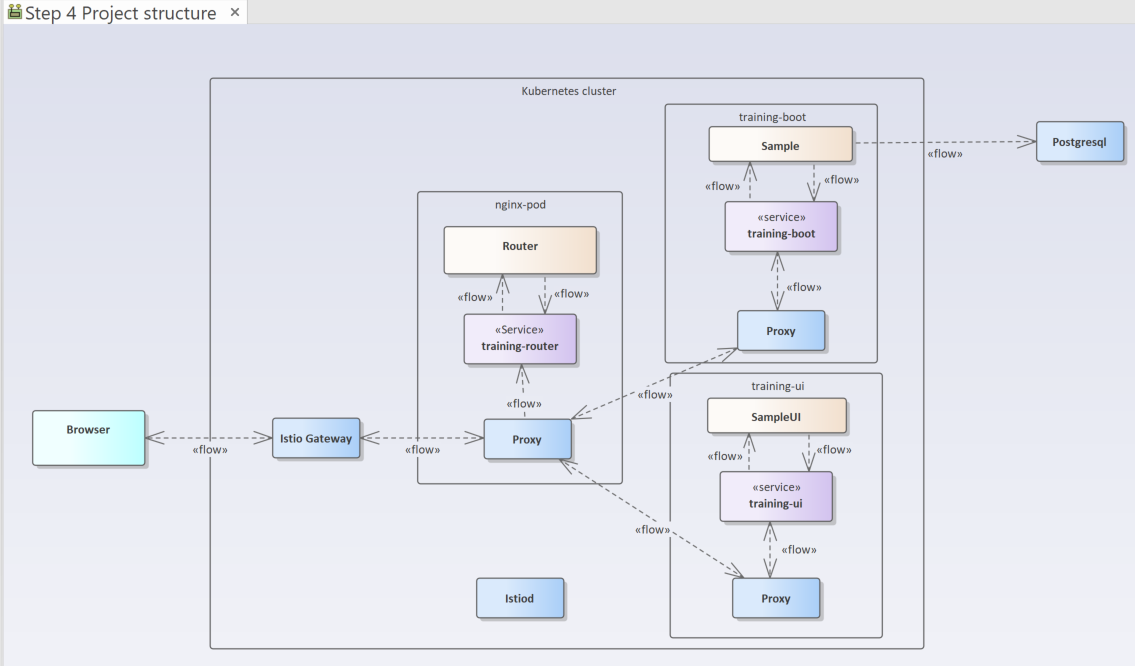 Step 4 Project structure ×
Kubernetes cluster
training-boot
Sample
«flow»
«flow»
«flow»
«service»
training-boot
«flow»
Proxy
Postgresql
nginx-pod
Router
«flow»
«flow»
«Service»
training-router
«flow»
Proxy
«flow»
training-ui
SampleUI
«flow»
«flow»
«service»
training-ui
«flow»
Proxy
«flow»
Browser
«flow»
Istio Gateway
«flow»
Istiod